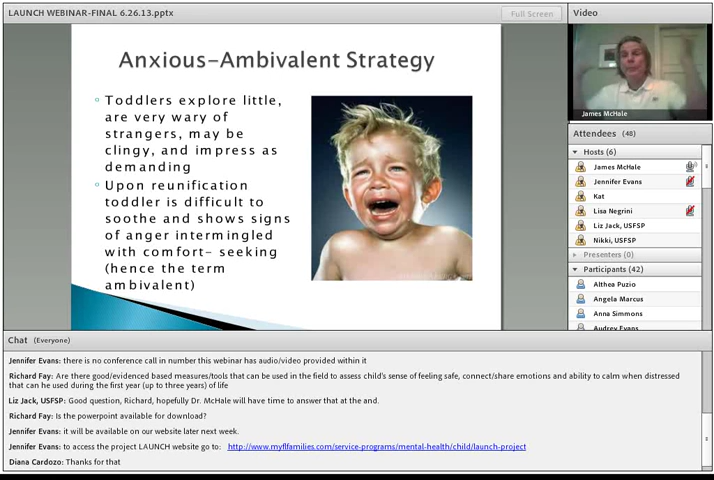 LAUNCH WEBINAR-FINAL 6.26.13.pptx
Full Screen
Anxious-Ambivalent Strategy
Toddlers explore little,
are very wary of
strangers, may be
clingy, and impress as
demanding
Upon reunification
toddler is difficult to
soothe and shows signs
of anger intermingled
with comfort- seeking
(hence the term
ambivalent)
Video
James McHale
Attendees (48)
Hosts (6)
James McHale
Jennifer Evans
Kat
Lisa Negrini
Liz Jack, USFSP
Nikki, USFSP
Presenters (0)
Participants (42)
Althea Puzio
Angela Marcus
Anna Simmons
Audrey Evans
Chat (Everyone)
Jennifer Evans: there is no conference call in number this webinar has audio/video provided within it
Richard Fay: Are there good/evidenced based measures/tools that can be used in the field to assess child's sense of feeling safe, connect/share emotions and ability to calm when distressed
that can be used during the first year (up to three years) of life
Liz Jack, USFSP: Good question, Richard, hopefully Dr. McHale will have time to answer that at the and.
Richard Fay: Is the powerpoint available for download?
Jennifer Evans: it will be available on our website later next week.
Jennifer Evans: to access the project LAUNCH website go to: http://www.myflfamilies.com/service-programs/mental-health/child/launch-project
Diana Cardozo: Thanks for that